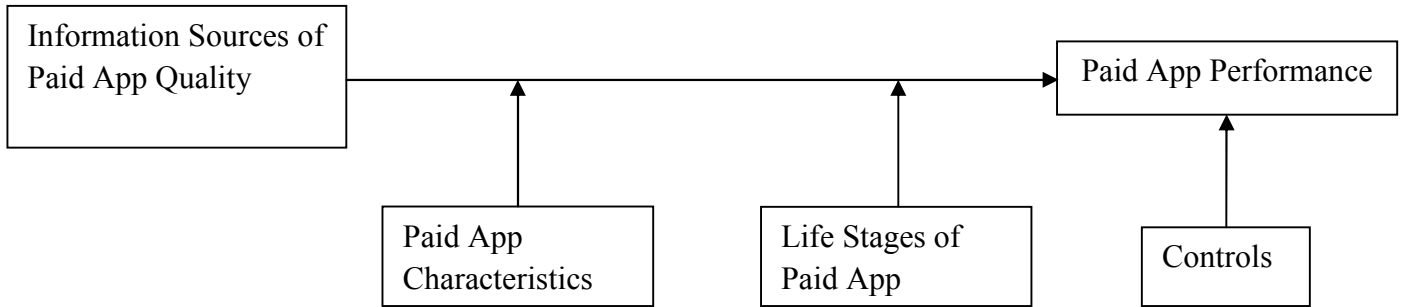 Information Sources of
Paid App Quality
Paid App Performance
Paid App
Characteristics
Life Stages of
Paid App
Controls